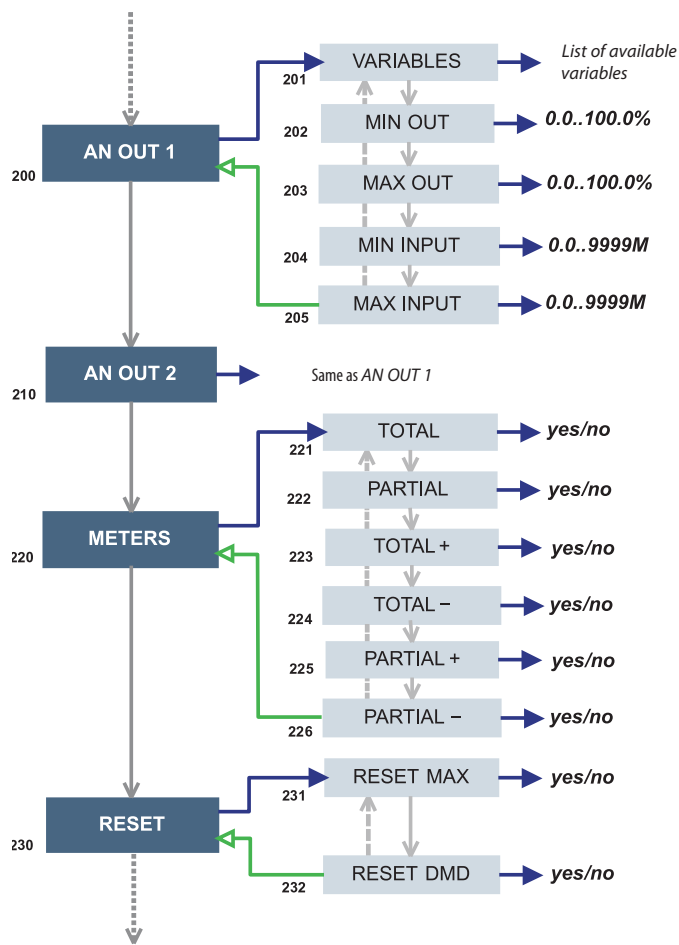 VARIABLES
201
List of available
variables
MIN OUT
202
0.0..100.0%
AN OUT 1
200
MAX OUT
203
0.0..100.0%
MIN INPUT
204
0.0..9999M
MAX INPUT
205
0.0..9999M
AN OUT 2
210
Same as AN OUT 1
TOTAL
221
yes/no
PARTIAL
222
yes/no
METERS
220
TOTAL +
223
yes/no
TOTAL –
224
yes/no
PARTIAL +
225
yes/no
PARTIAL –
226
yes/no
RESET MAX
231
yes/no
RESET
230
RESET DMD
232
yes/no